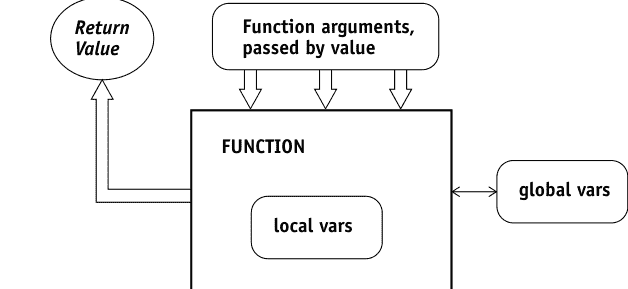 Return
Value
Function arguments,
passed by value
FUNCTION
global vars
local vars